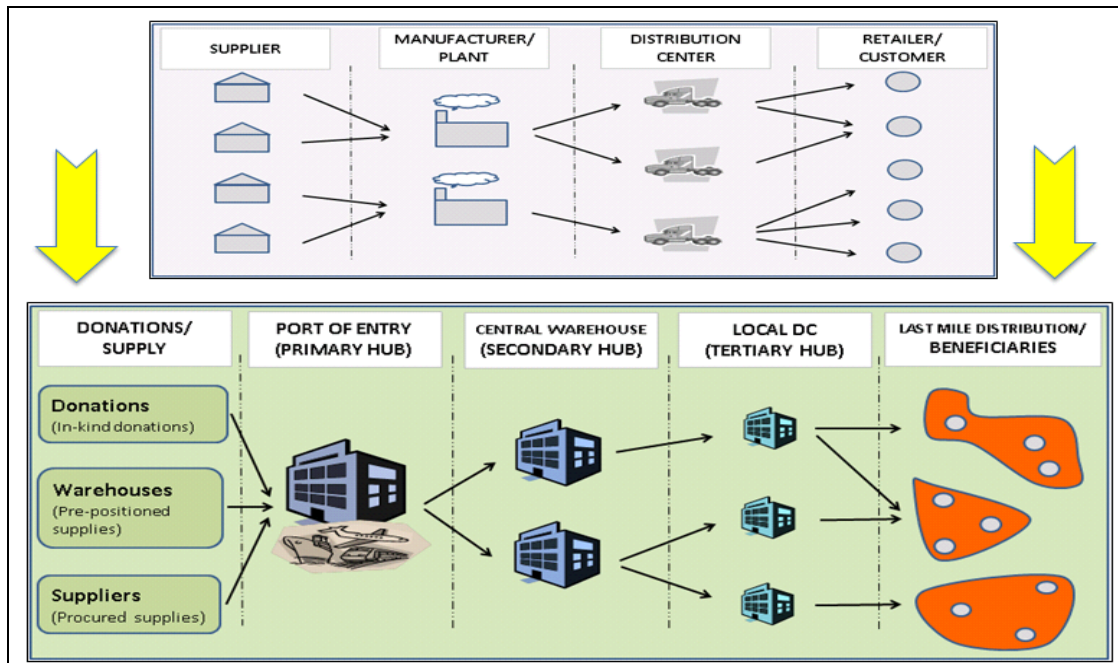 SUPPLIER
MANUFACTURER/
PLANT
DISTRIBUTION
CENTER
RETAILER/
CUSTOMER
DONATIONS/
SUPPLY
PORT OF ENTRY
(PRIMARY HUB)
CENTRAL WAREHOUSE
(SECONDARY HUB)
LOCAL DC
(TERTIARY HUB)
LAST MILE DISTRIBUTION/
BENEFICIARIES
Donations
(In-kind donations)
Warehouses
(Pre-positioned
supplies)
Suppliers
(Procured supplies)